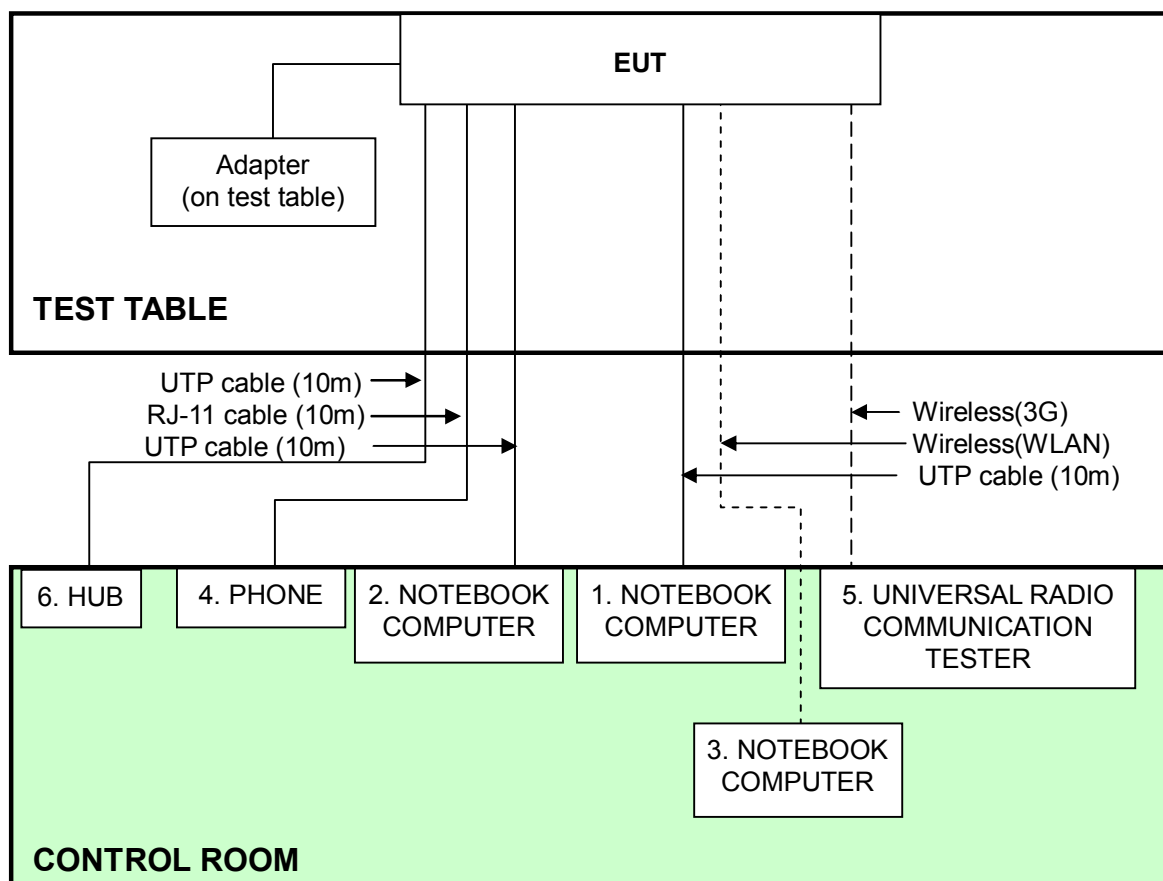 EUT
Adapter
(on test table)
TEST TABLE
UTP cable (10m)
RJ-11 cable (10m)
UTP cable (10m)
Wireless(3G)
Wireless(WLAN)
UTP cable (10m)
6. HUB
4. PHONE
2. NOTEBOOK
COMPUTER
1. NOTEBOOK
COMPUTER
5. UNIVERSAL RADIO
COMMUNICATION
TESTER
3. NOTEBOOK
COMPUTER
CONTROL ROOM